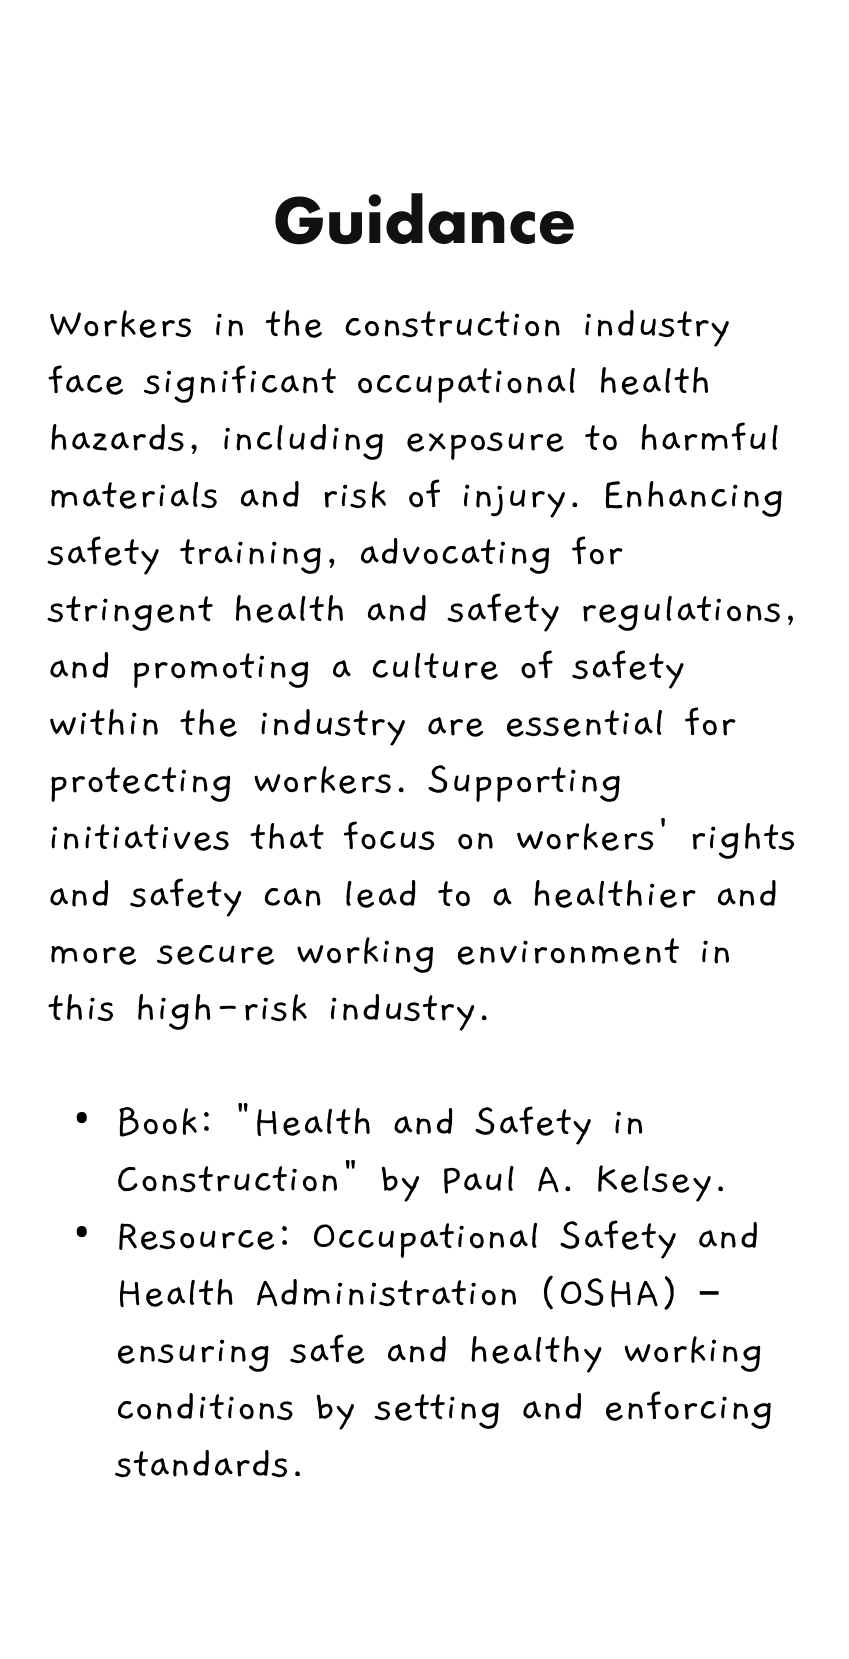 Guidance
Workers in the construction industry
face significant occupational health
hazards, including exposure to harmful
materials and risk of injury. Enhancing
safety training, advocating for
stringent health and safety regulations,
and promoting a culture of safety
within the industry are essential for
protecting workers. Supporting
initiatives that focus on workers' rights
and safety can lead to a healthier and
more secure working environment in
this high-risk industry.
• Book: "Health and Safety in
Construction" by Paul A. Kelsey.
• Resource: Occupational Safety and
Health Administration (OSHA) –
ensuring safe and healthy working
conditions by setting and enforcing
standards.